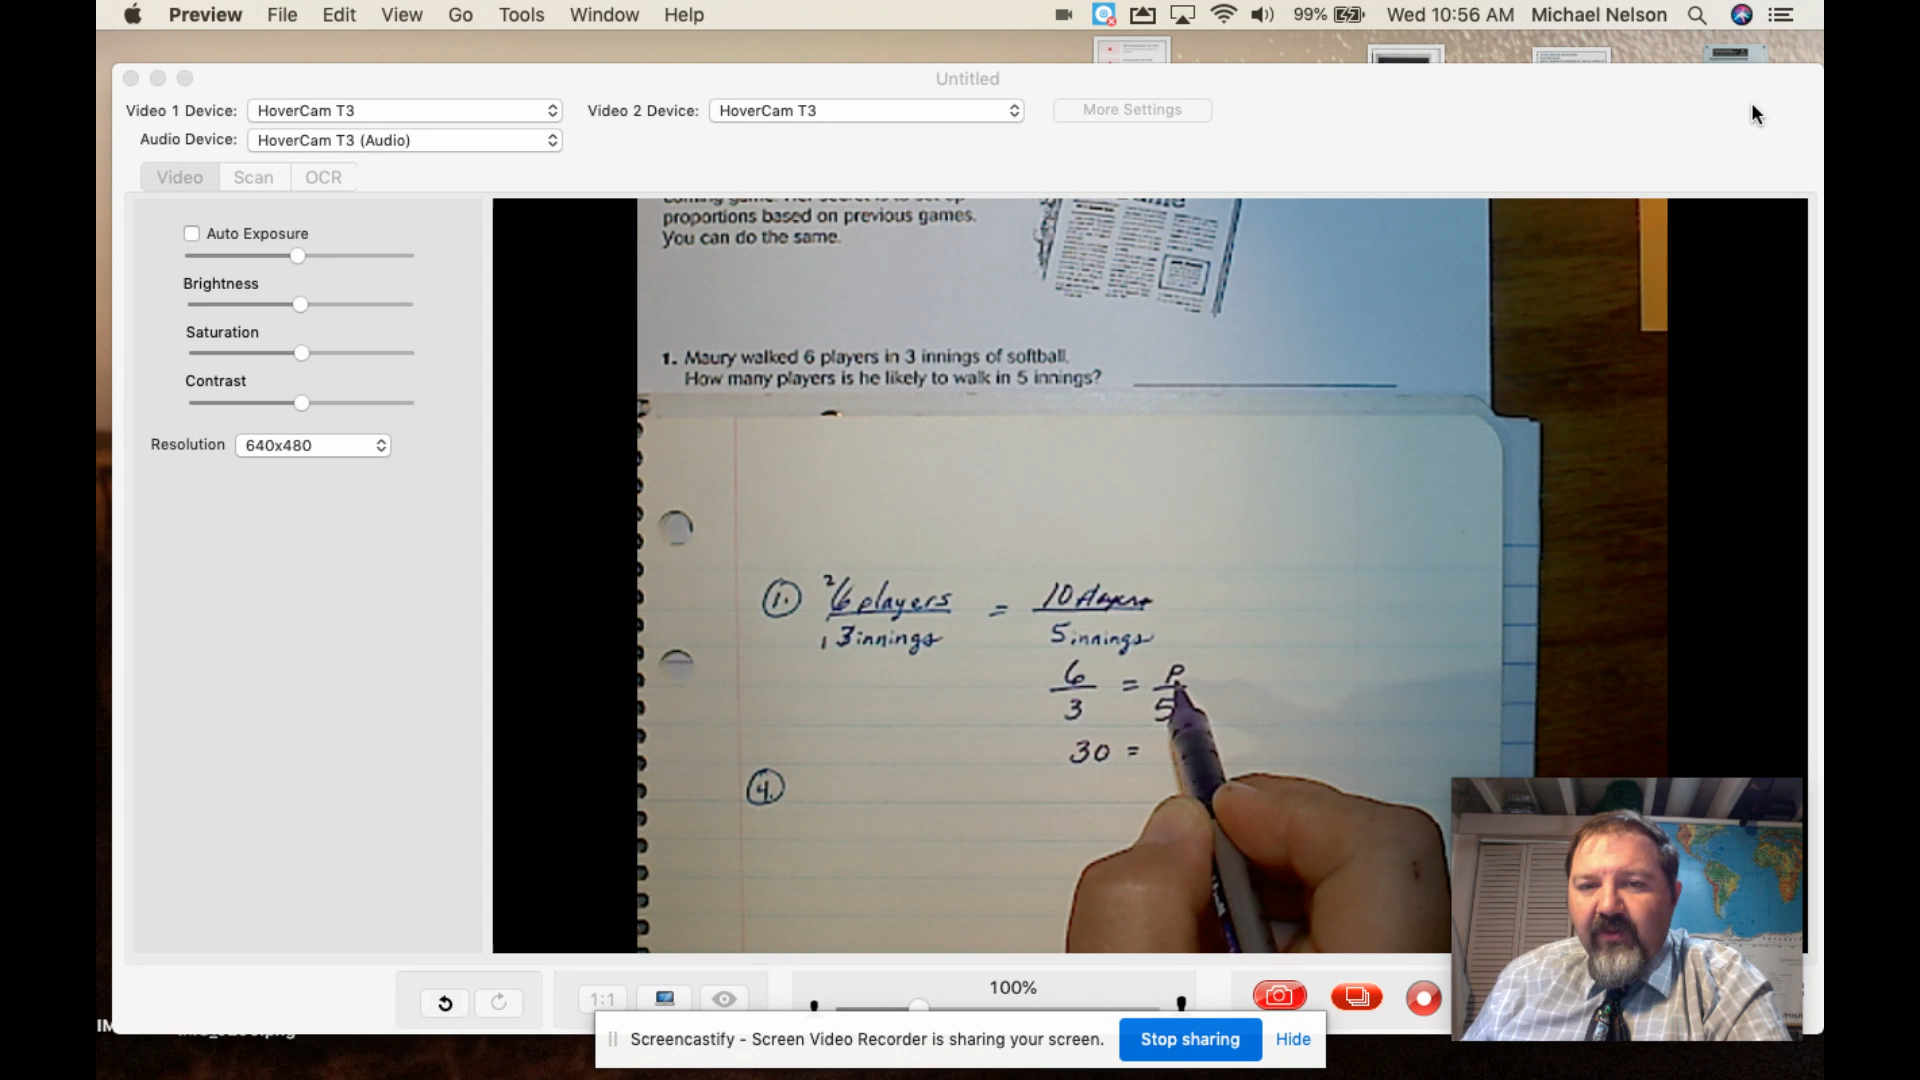 Preview File Edit View Go Tools Window Help 99% Wed 10:56 AM Michael Nelson
Untitled
Video 1 Device: HoverCam T3 Video 2 Device: HoverCam T3 More Settings
Audio Device: HoverCam T3 (Audio)
Video Scan OCR
Auto Exposure
Brightness
Saturation
Contrast
Resolution 640x480
proportions based on previous games.
You can do the same.
1. Maury walked 6 players in 3 innings of softball.
How many players is he likely to walk in 5 innings?
1. 2 6 players = 10 players
1 3 innings 5 innings
6 = P
3 5
30 =
4.
1:1 100%
Screencastify - Screen Video Recorder is sharing your screen. Stop sharing Hide